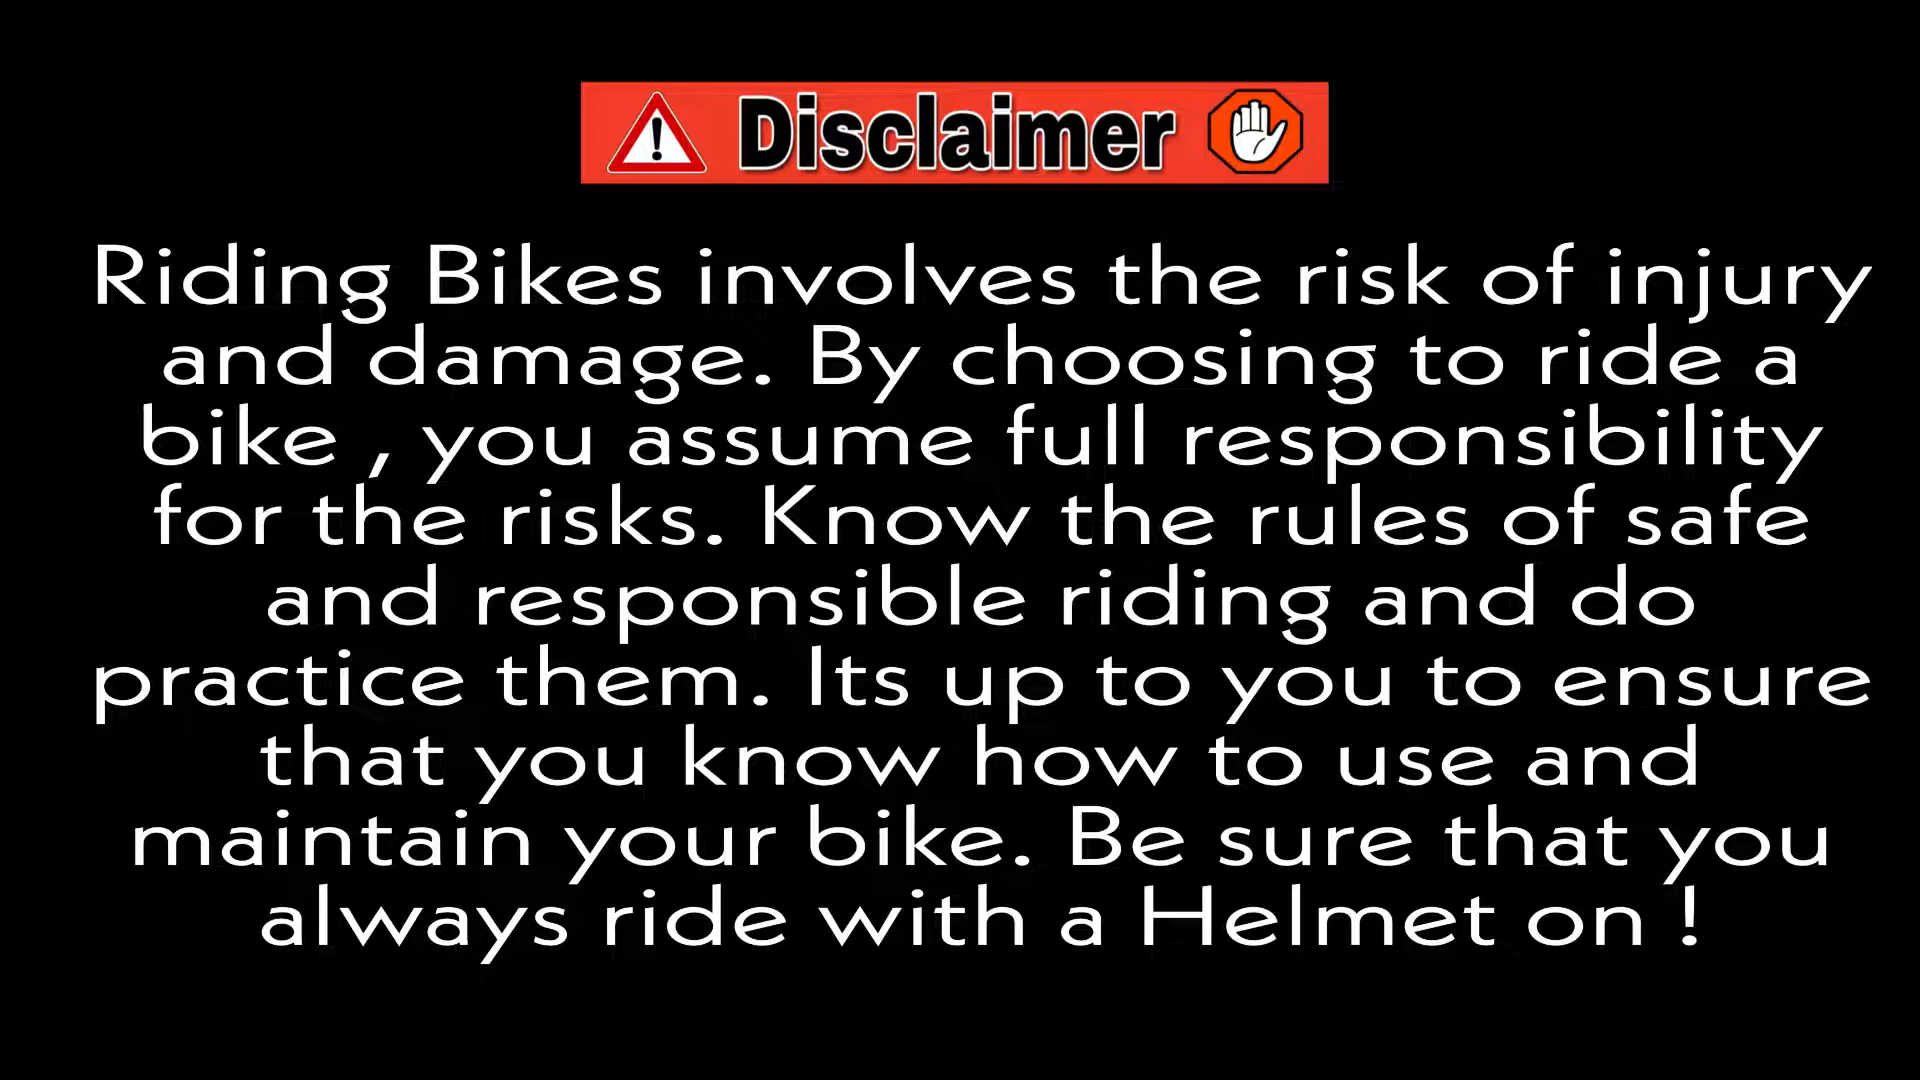 Disclaimer
Riding Bikes involves the risk of injury
and damage. By choosing to ride a
bike , you assume full responsibility
for the risks. Know the rules of safe
and responsible riding and do
practice them. Its up to you to ensure
that you know how to use and
maintain your bike. Be sure that you
always ride with a Helmet on !